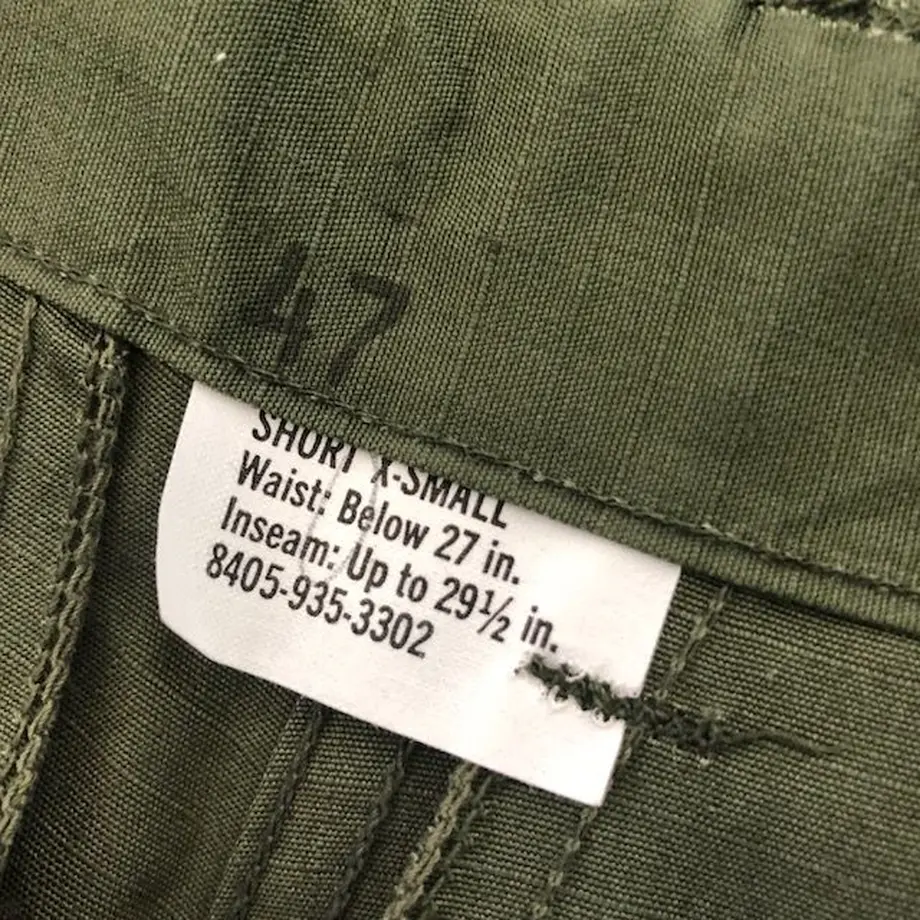 47
SHORT X-SMALL
Waist: Below 27 in.
Inseam: Up to 29½ in.
8405-935-3302